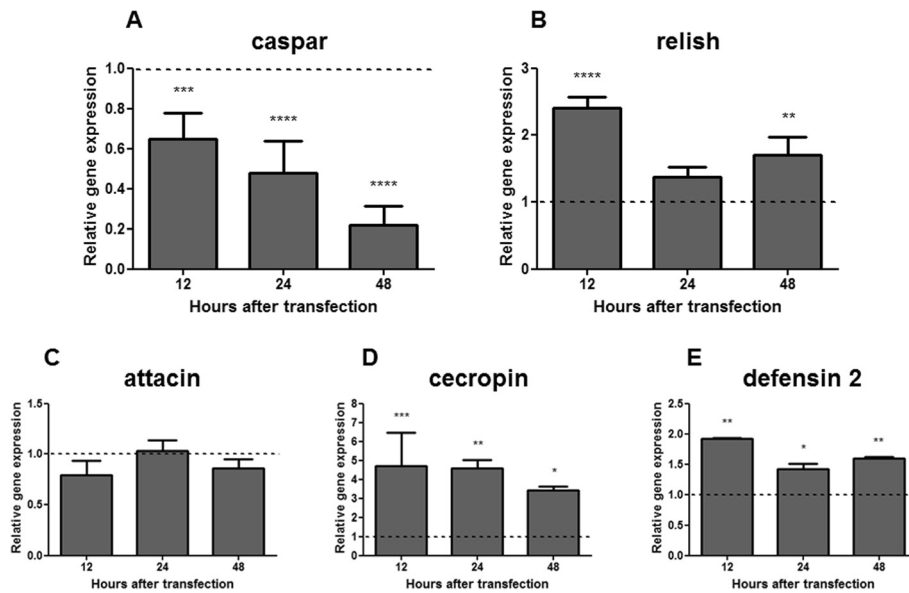 A
caspar
Relative gene expression
1.0
0.8
0.6
0.4
0.2
0.0
***
****
****
12 24 48
Hours after transfection
B
relish
Relative gene expression
3
2
1
0
****
**
12 24 48
Hours after transfection
C
attacin
Relative gene expression
1.5
1.0
0.5
0.0
12 24 48
Hours after transfection
D
cecropin
Relative gene expression
8
7
6
5
4
3
2
1
0
***
**
*
12 24 48
Hours after transfection
E
defensin 2
Relative gene expression
2.5
2.0
1.5
1.0
0.5
0.0
**
*
**
12 24 48
Hours after transfection